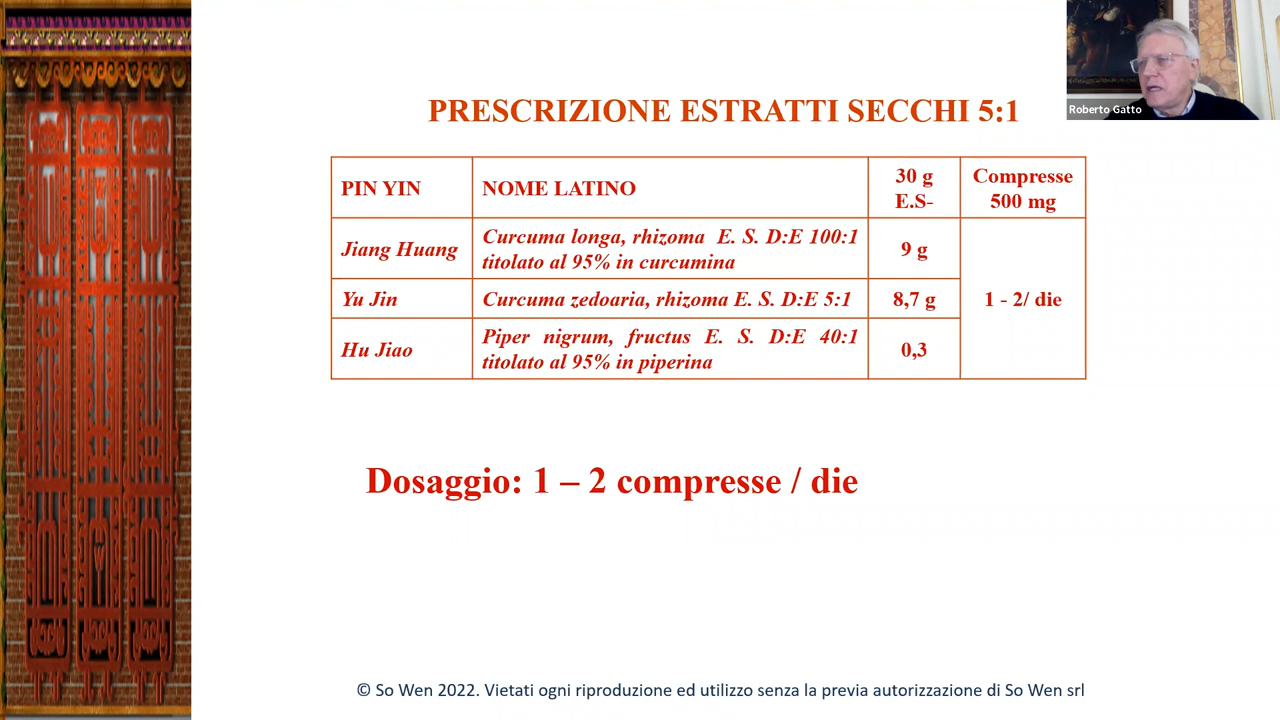 Roberto Gatto
PRESCRIZIONE ESTRATTI SECCHI 5:1
PIN YIN
NOME LATINO
30 g
E.S-
Compresse
500 mg
Jiang Huang
Curcuma longa, rhizoma E. S. D:E 100:1
titolato al 95% in curcumina
9 g
1 - 2/ die
Yu Jin
Curcuma zedoaria, rhizoma E. S. D:E 5:1
8,7 g
Hu Jiao
Piper nigrum, fructus E. S. D:E 40:1
titolato al 95% in piperina
0,3
Dosaggio: 1 – 2 compresse / die
© So Wen 2022. Vietati ogni riproduzione ed utilizzo senza la previa autorizzazione di So Wen srl